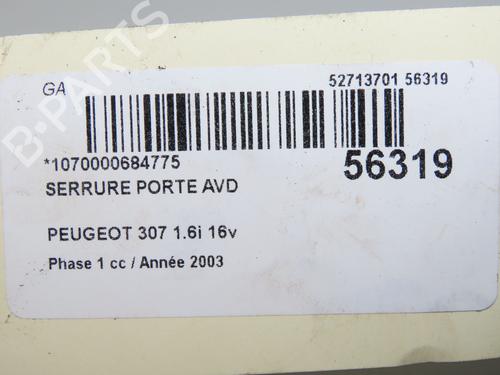 GA
52713701 56319
*1070000684775
56319
SERRURE PORTE AVD
PEUGEOT 307 1.6i 16v
Phase 1 cc / Année 2003
B-PARTS